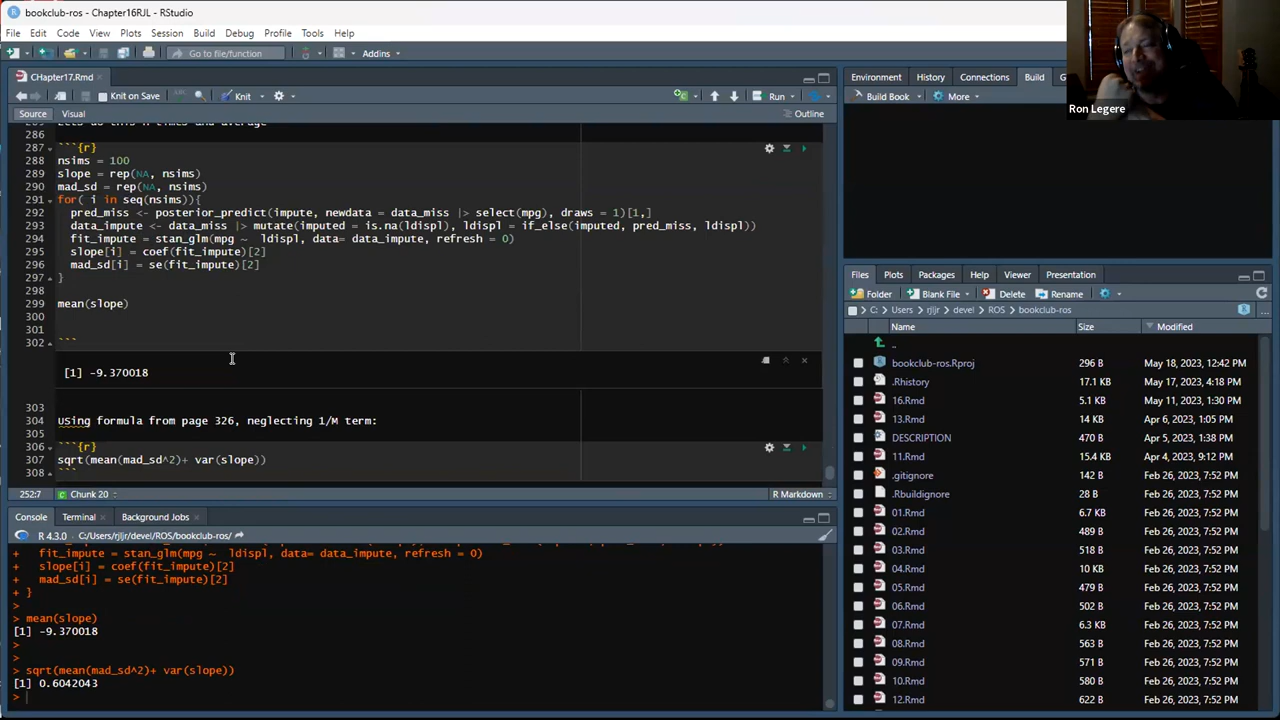 bookclub-ros - Chapter16RJL - RStudio
File Edit Code View Plots Session Build Debug Profile Tools Help
Go to file/function Addins
CHapter17.Rmd
Knit on Save Knit Run
Source Visual Outline
286
287 ```{r}
288 nsims = 100
289 slope = rep(NA, nsims)
290 mad_sd = rep(NA, nsims)
291 for( i in seq(nsims)){
292 pred_miss <- posterior_predict(impute, newdata = data_miss |> select(mpg), draws = 1)[1,]
293 data_impute <- data_miss |> mutate(imputed = is.na(ldispl), ldispl = if_else(imputed, pred_miss, ldispl))
294 fit_impute = stan_glm(mpg ~ ldispl, data= data_impute, refresh = 0)
295 slope[i] = coef(fit_impute)[2]
296 mad_sd[i] = se(fit_impute)[2]
297 }
298
299 mean(slope)
300
301
302 ```
[1] -9.370018
303
304 Using formula from page 326, neglecting 1/M term:
305
306 ```{r}
307 sqrt(mean(mad_sd^2)+ var(slope))
308 ```
252:7 Chunk 20 R Markdown
Console Terminal Background Jobs
R 4.3.0 · C:/Users/rjljr/devel/ROS/bookclub-ros/
+ fit_impute = stan_glm(mpg ~ ldispl, data= data_impute, refresh = 0)
+ slope[i] = coef(fit_impute)[2]
+ mad_sd[i] = se(fit_impute)[2]
+ }
>
> mean(slope)
[1] -9.370018
>
>
> sqrt(mean(mad_sd^2)+ var(slope))
[1] 0.6042043
>
Environment History Connections Build
Build Book More
Ron Legere
Files Plots Packages Help Viewer Presentation
Folder Blank File Delete Rename
C: Users rjljr devel ROS bookclub-ros
Name Size Modified
..
bookclub-ros.Rproj 296 B May 18, 2023, 12:42 PM
.Rhistory 17.1 KB May 17, 2023, 4:18 PM
16.Rmd 5.1 KB May 11, 2023, 1:30 PM
13.Rmd 14 KB Apr 6, 2023, 1:05 PM
DESCRIPTION 470 B Apr 5, 2023, 1:38 PM
11.Rmd 15.4 KB Apr 4, 2023, 9:12 PM
.gitignore 142 B Feb 26, 2023, 7:52 PM
.Rbuildignore 28 B Feb 26, 2023, 7:52 PM
01.Rmd 6.7 KB Feb 26, 2023, 7:52 PM
02.Rmd 489 B Feb 26, 2023, 7:52 PM
03.Rmd 518 B Feb 26, 2023, 7:52 PM
04.Rmd 10 KB Feb 26, 2023, 7:52 PM
05.Rmd 479 B Feb 26, 2023, 7:52 PM
06.Rmd 502 B Feb 26, 2023, 7:52 PM
07.Rmd 6.3 KB Feb 26, 2023, 7:52 PM
08.Rmd 563 B Feb 26, 2023, 7:52 PM
09.Rmd 571 B Feb 26, 2023, 7:52 PM
10.Rmd 580 B Feb 26, 2023, 7:52 PM
12.Rmd 622 B Feb 26, 2023, 7:52 PM